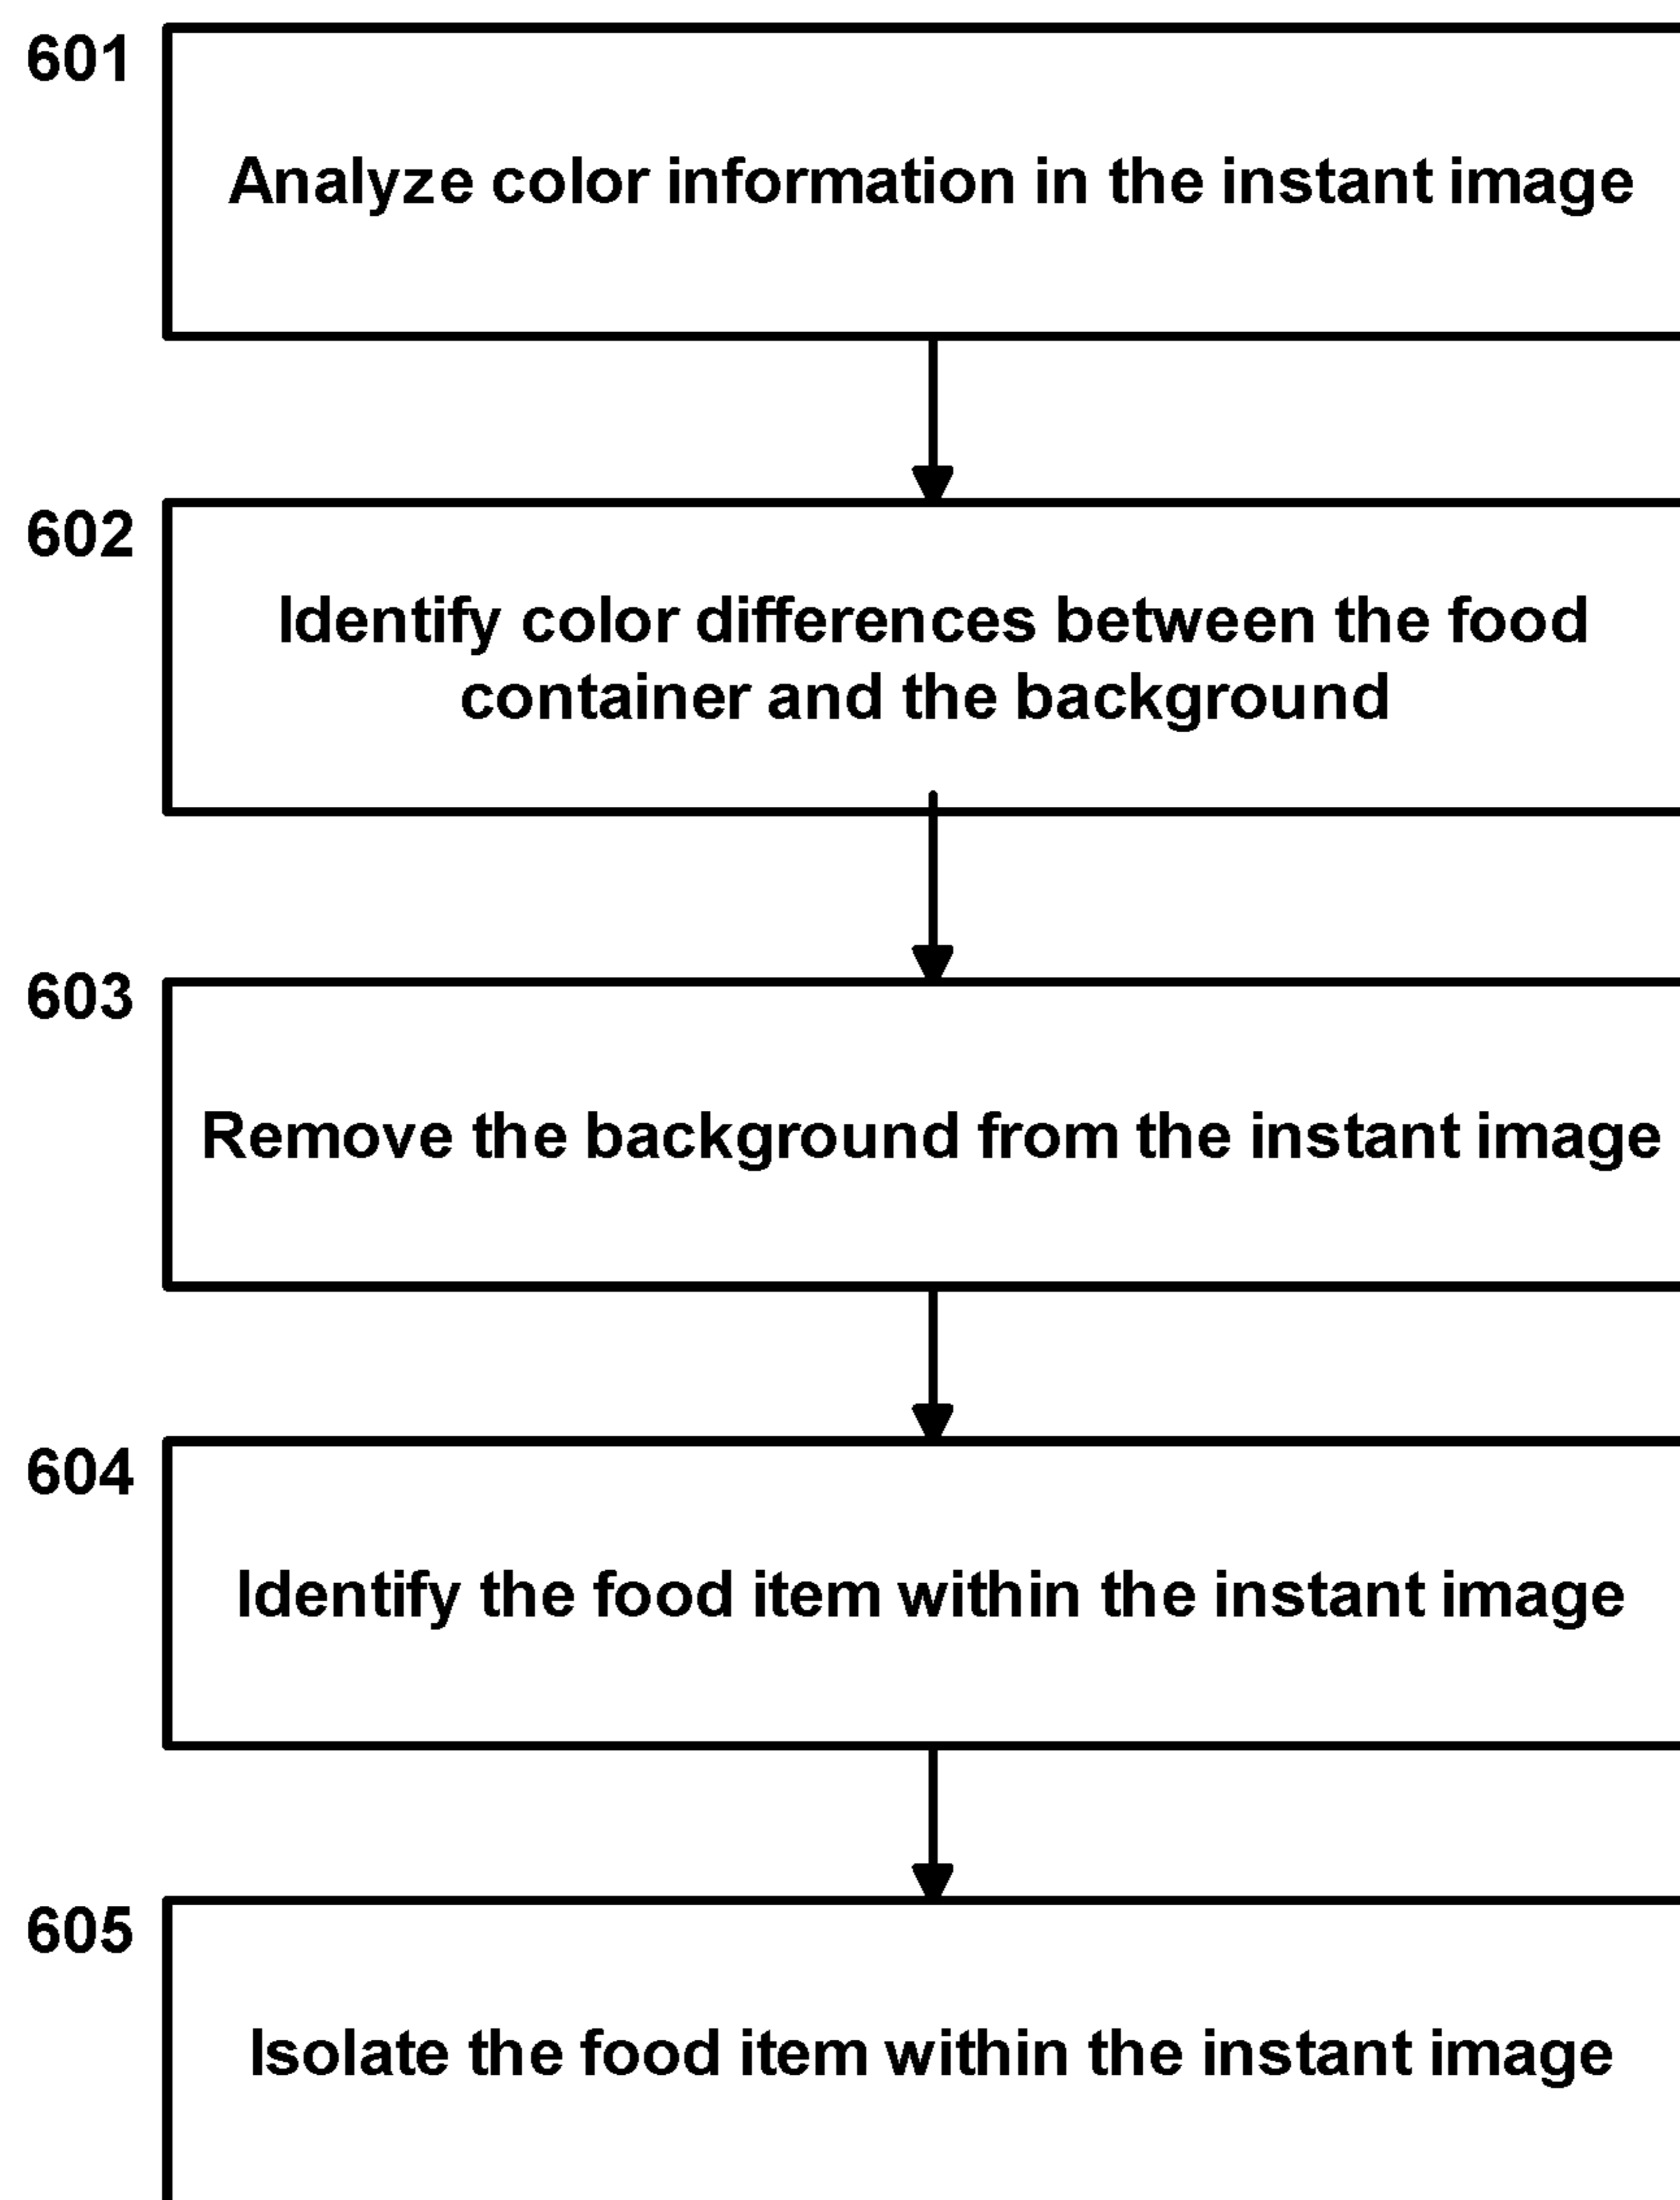 601
Analyze color information in the instant image
602
Identify color differences between the food
container and the background
603
Remove the background from the instant image
604
Identify the food item within the instant image
605
Isolate the food item within the instant image